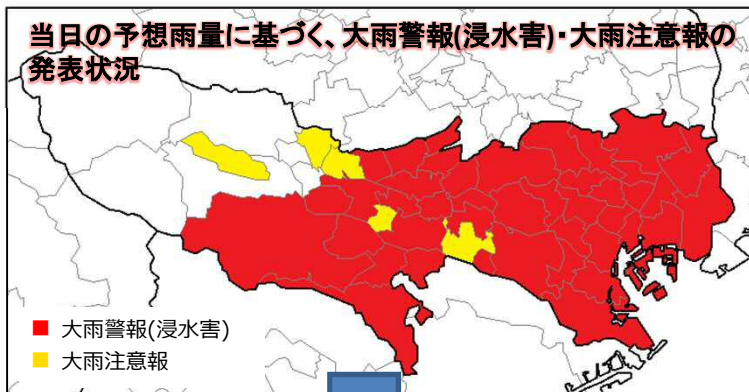 当日の予想雨量に基づく、大雨警報(浸水害)・大雨注意報の
発表状況
大雨警報(浸水害)
大雨注意報